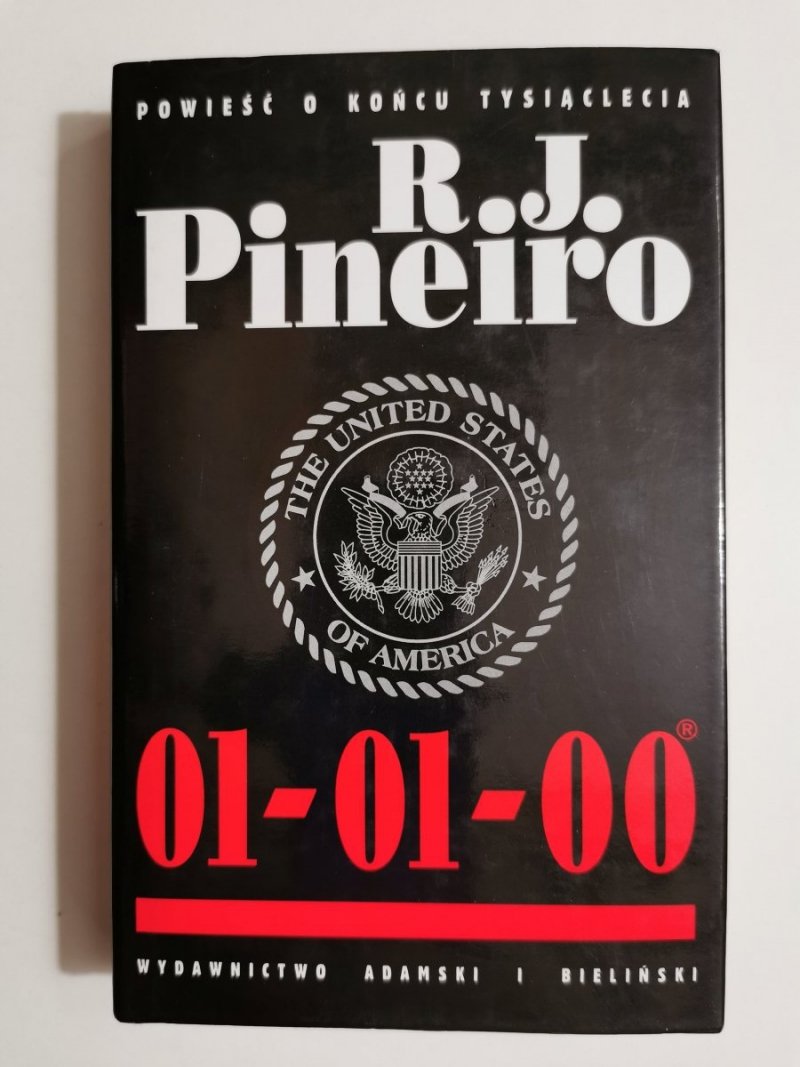 POWIEŚĆ O KOŃCU TYSIĄCLECIA
R.J.
Pineiro
THE UNITED STATES
OF AMERICA
01-01-00®
WYDAWNICTWO ADAMSKI I BIELIŃSKI